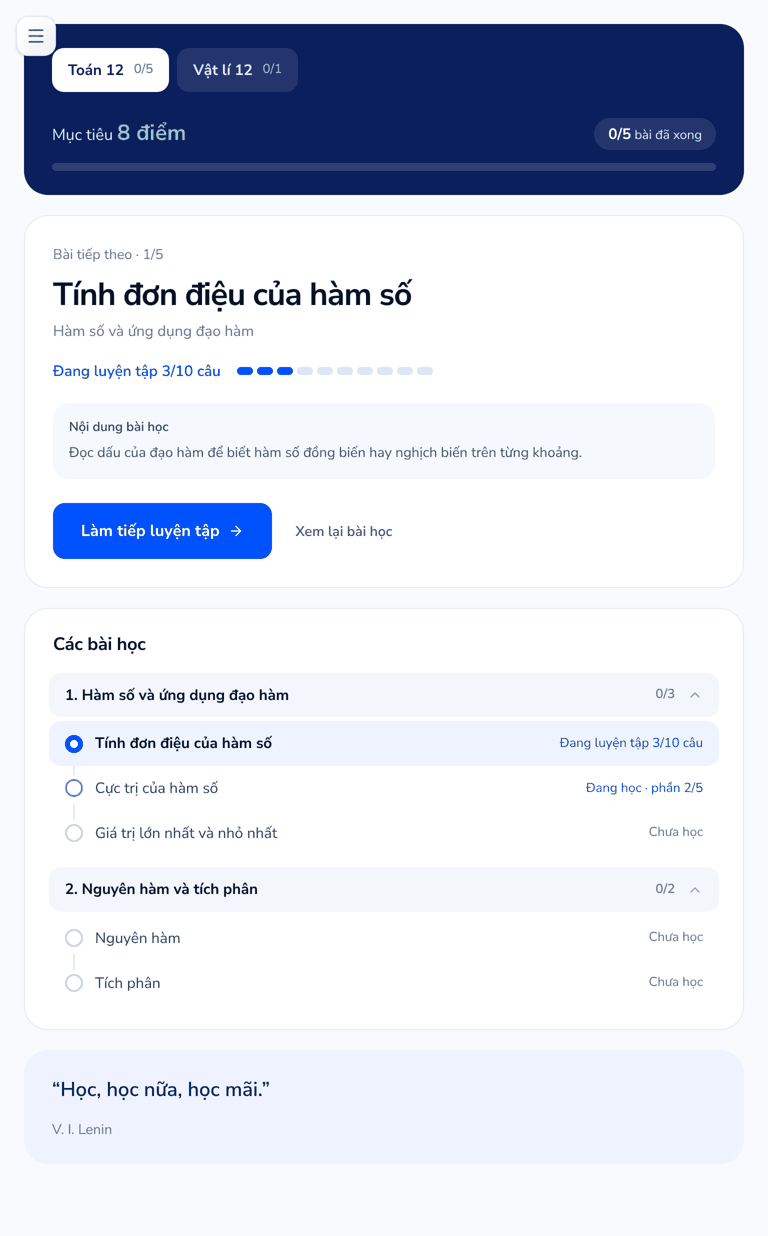 Toán 12 0/5 Vật lí 12 0/1
Mục tiêu 8 điểm 0/5 bài đã xong
Bài tiếp theo · 1/5
Tính đơn điệu của hàm số
Hàm số và ứng dụng đạo hàm
Đang luyện tập 3/10 câu
Nội dung bài học
Đọc dấu của đạo hàm để biết hàm số đồng biến hay nghịch biến trên từng khoảng.
Làm tiếp luyện tập → Xem lại bài học
Các bài học
1. Hàm số và ứng dụng đạo hàm 0/3
Tính đơn điệu của hàm số Đang luyện tập 3/10 câu
Cực trị của hàm số Đang học · phần 2/5
Giá trị lớn nhất và nhỏ nhất Chưa học
2. Nguyên hàm và tích phân 0/2
Nguyên hàm Chưa học
Tích phân Chưa học
“Học, học nữa, học mãi.”
V. I. Lenin